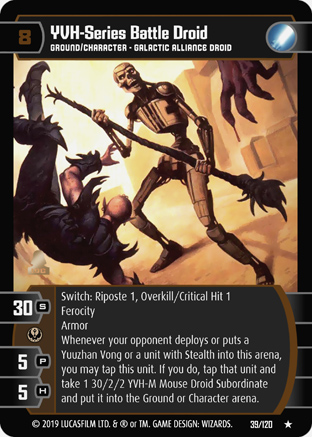 8 YVH-Series Battle Droid
GROUND/CHARACTER - GALACTIC ALLIANCE DROID
30 S
5 P
5 H
Switch: Riposte 1, Overkill/Critical Hit 1
Ferocity
Armor
Whenever your opponent deploys or puts a
Yuuzhan Vong or a unit with Stealth into this arena,
you may tap this unit. If you do, tap that unit and
take 1 30/2/2 YVH-M Mouse Droid Subordinate
and put it into the Ground or Character arena.
© 2019 LUCASFILM LTD. & ® or TM. GAME DESIGN: WIZARDS. 39/120 ★